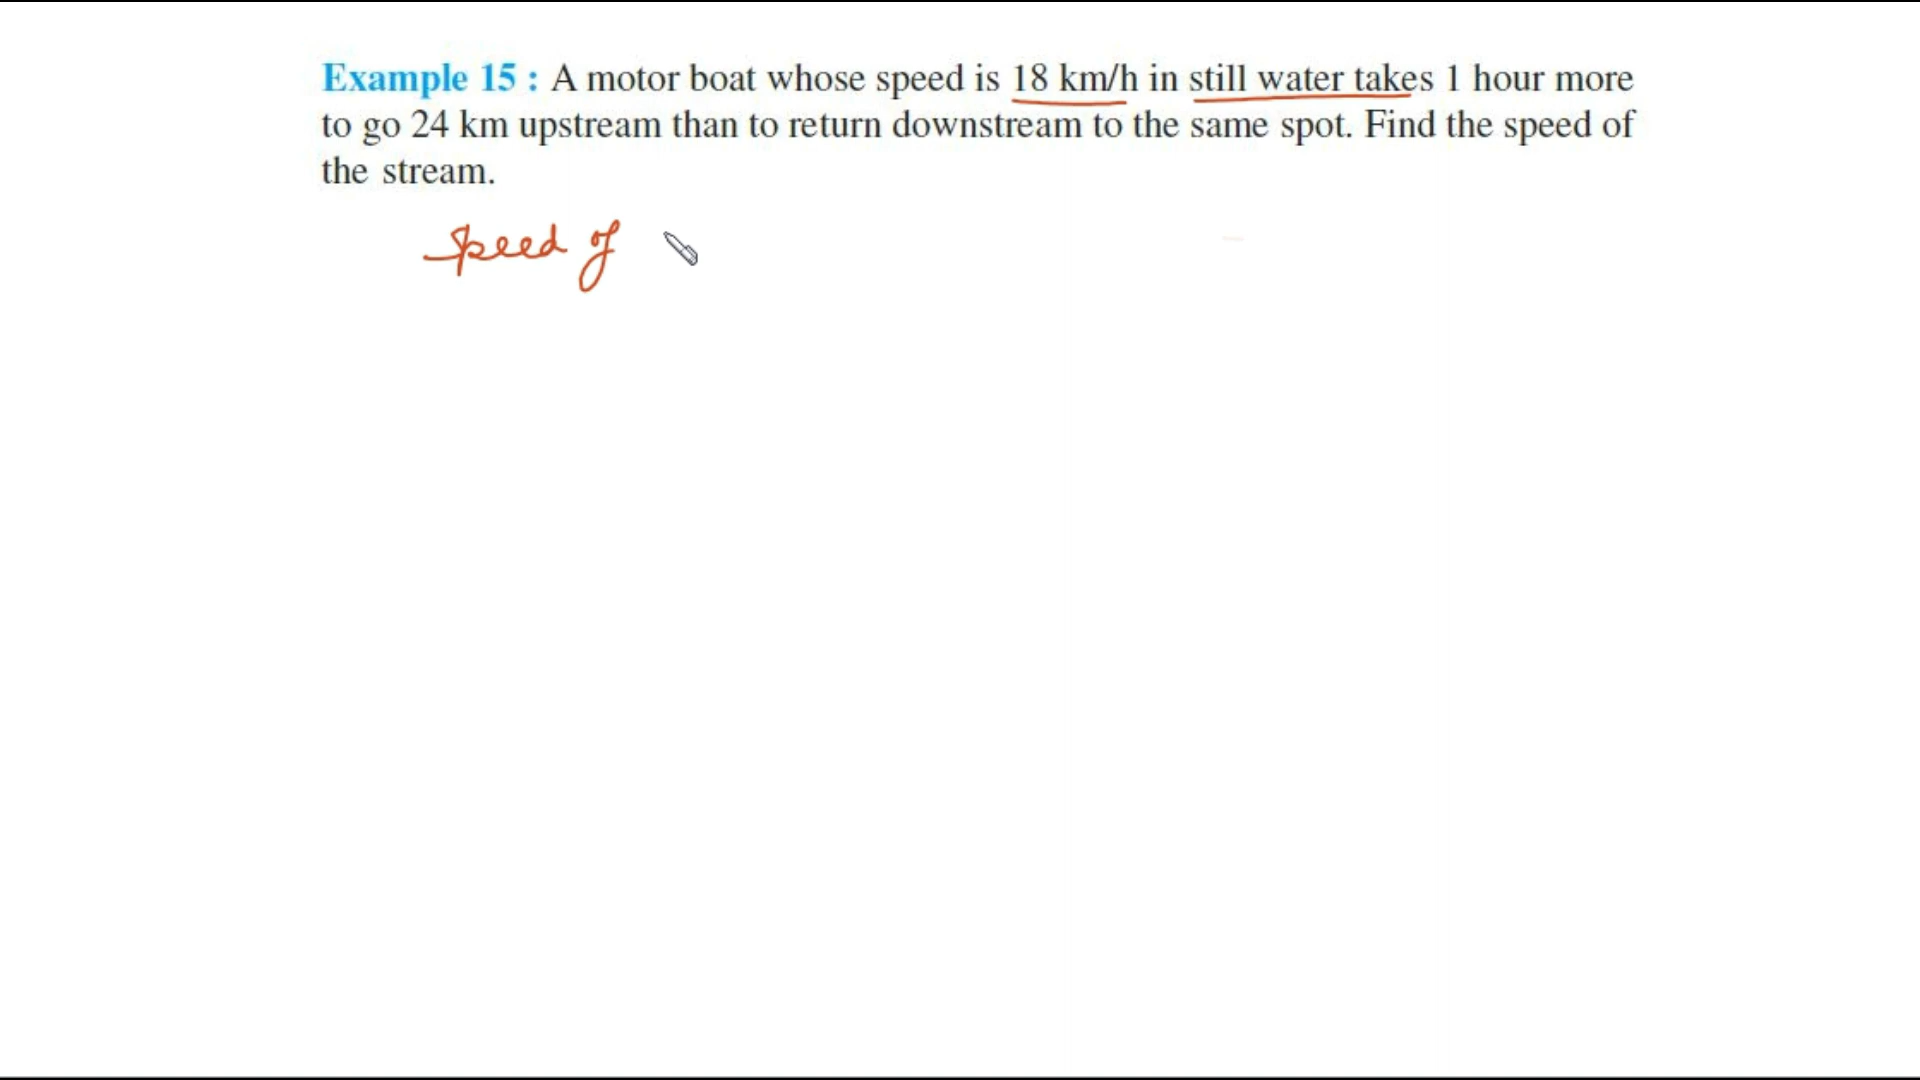 Example 15 : A motor boat whose speed is 18 km/h in still water takes 1 hour more
to go 24 km upstream than to return downstream to the same spot. Find the speed of
the stream.
Speed of